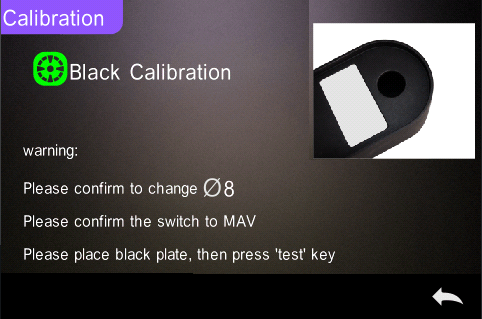 Calibration
Black Calibration
warning:
Please confirm to change Ø8
Please confirm the switch to MAV
Please place black plate, then press 'test' key